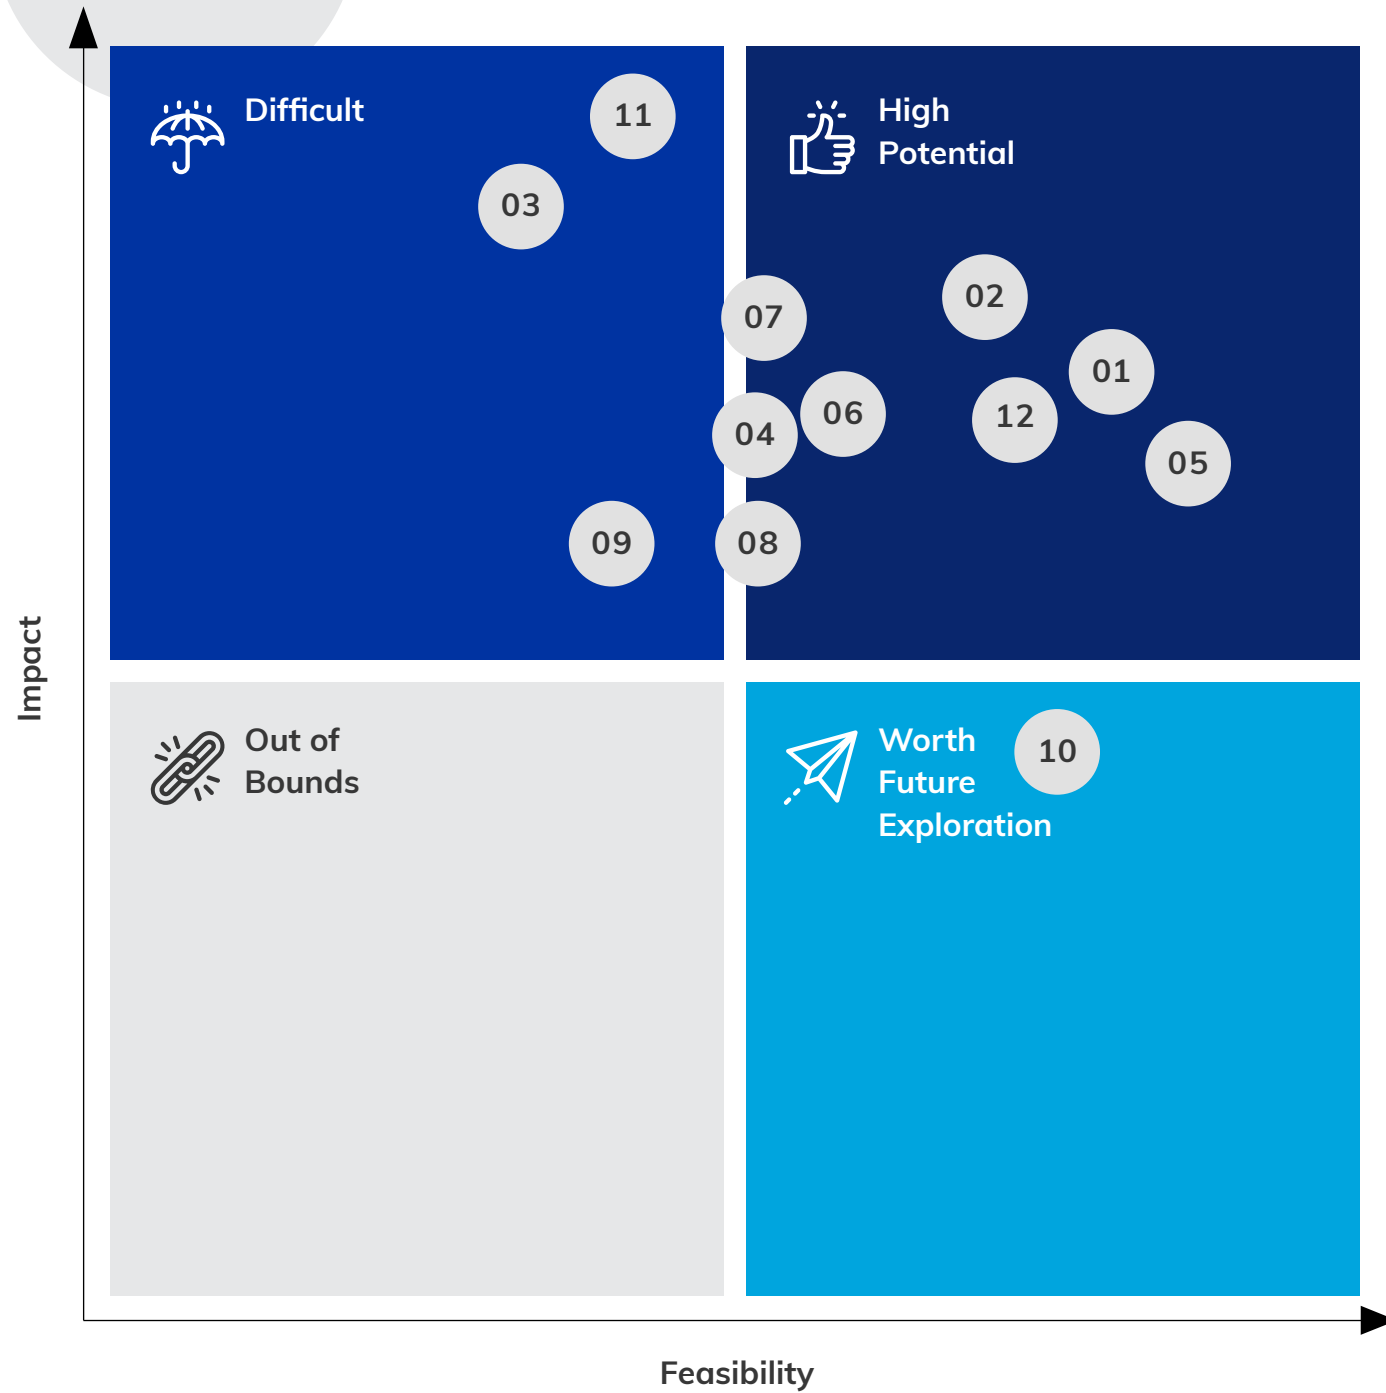 Difficult
11
03
09
High
Potential
02
07
01
06
12
04
05
08
Impact
Out of
Bounds
Worth
Future
Exploration
10
Feasibility